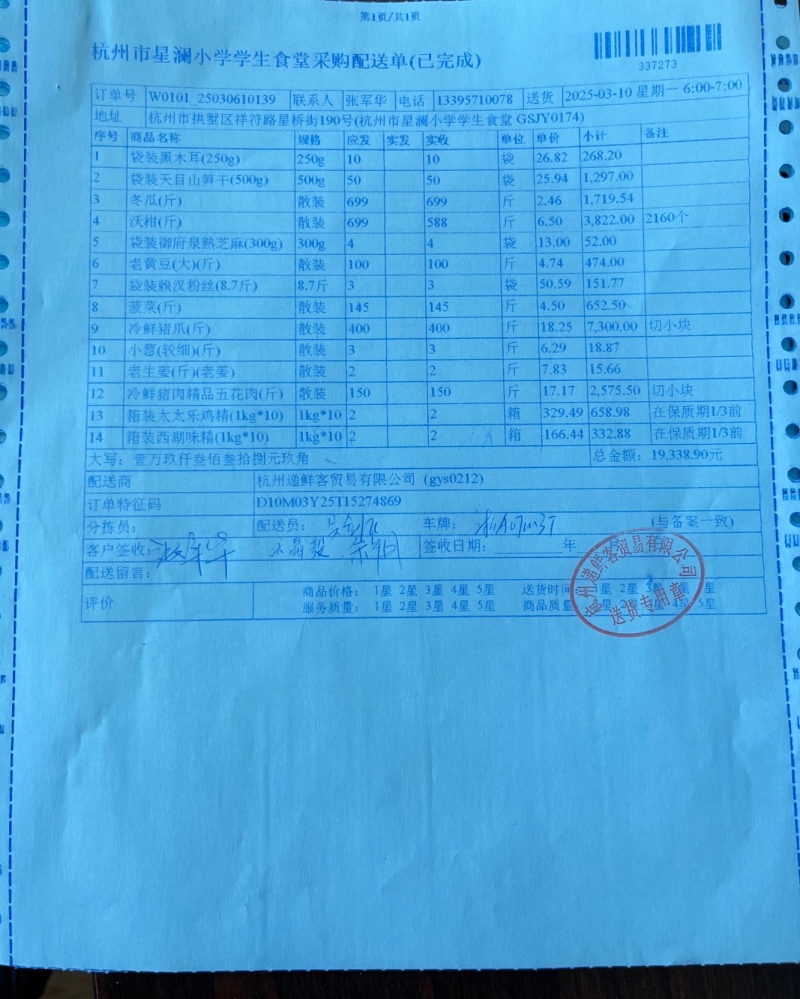 第1页/共1页
杭州市星澜小学学生食堂采购配送单(已完成)
337273
订单号 W0101_25030610139 联系人 张军华 电话 13395710078 送货 2025-03-10 星期一 6:00-7:00
地址 杭州市拱墅区祥符路星桥街190号(杭州市星澜小学学生食堂 GSJY0174)
序号 商品名称 规格 应发 实发 实收 单位 单价 小计 备注
1 袋装黑木耳(250g) 250g 10 10 袋 26.82 268.20
2 袋装天目山笋干(500g) 500g 50 50 袋 25.94 1,297.00
3 冬瓜(斤) 散装 699 699 斤 2.46 1,719.54
4 沃柑(斤) 散装 699 588 斤 6.50 3,822.00 2160个
5 袋装御府泉熟芝麻(300g) 300g 4 4 袋 13.00 52.00
6 老黄豆(大)(斤) 散装 100 100 斤 4.74 474.00
7 袋装粮汉粉丝(8.7斤) 8.7斤 3 3 袋 50.59 151.77
8 菠菜(斤) 散装 145 145 斤 4.50 652.50
9 冷鲜猪爪(斤) 散装 400 400 斤 18.25 7,300.00 切小块
10 小葱(较细)(斤) 散装 3 3 斤 6.29 18.87
11 老生姜(斤)(老姜) 散装 2 2 斤 7.83 15.66
12 冷鲜猪肉精品五花肉(斤) 散装 150 150 斤 17.17 2,575.50 切小块
13 箱装太太乐鸡精(1kg*10) 1kg*10 2 2 箱 329.49 658.98 在保质期1/3前
14 箱装西湖味精(1kg*10) 1kg*10 2 2 箱 166.44 332.88 在保质期1/3前
大写：壹万玖仟叁佰叁拾捌元玖角 总金额：19,338.90元
配送商 杭州递鲜客贸易有限公司 (gys0212)
订单特征码 D10M03Y25T15274869
分拣员： 配送员： 车牌： (与备案一致)
客户签收： 签收日期： 年
配送留言：
评价 商品价格： 1星 2星 3星 4星 5星 送货时间 星 2星 3星 星 星
服务质量： 1星 2星 3星 4星 5星 商品质量 星 2星 星 4星 5星
杭州递鲜客贸易有限公司
送货专用章